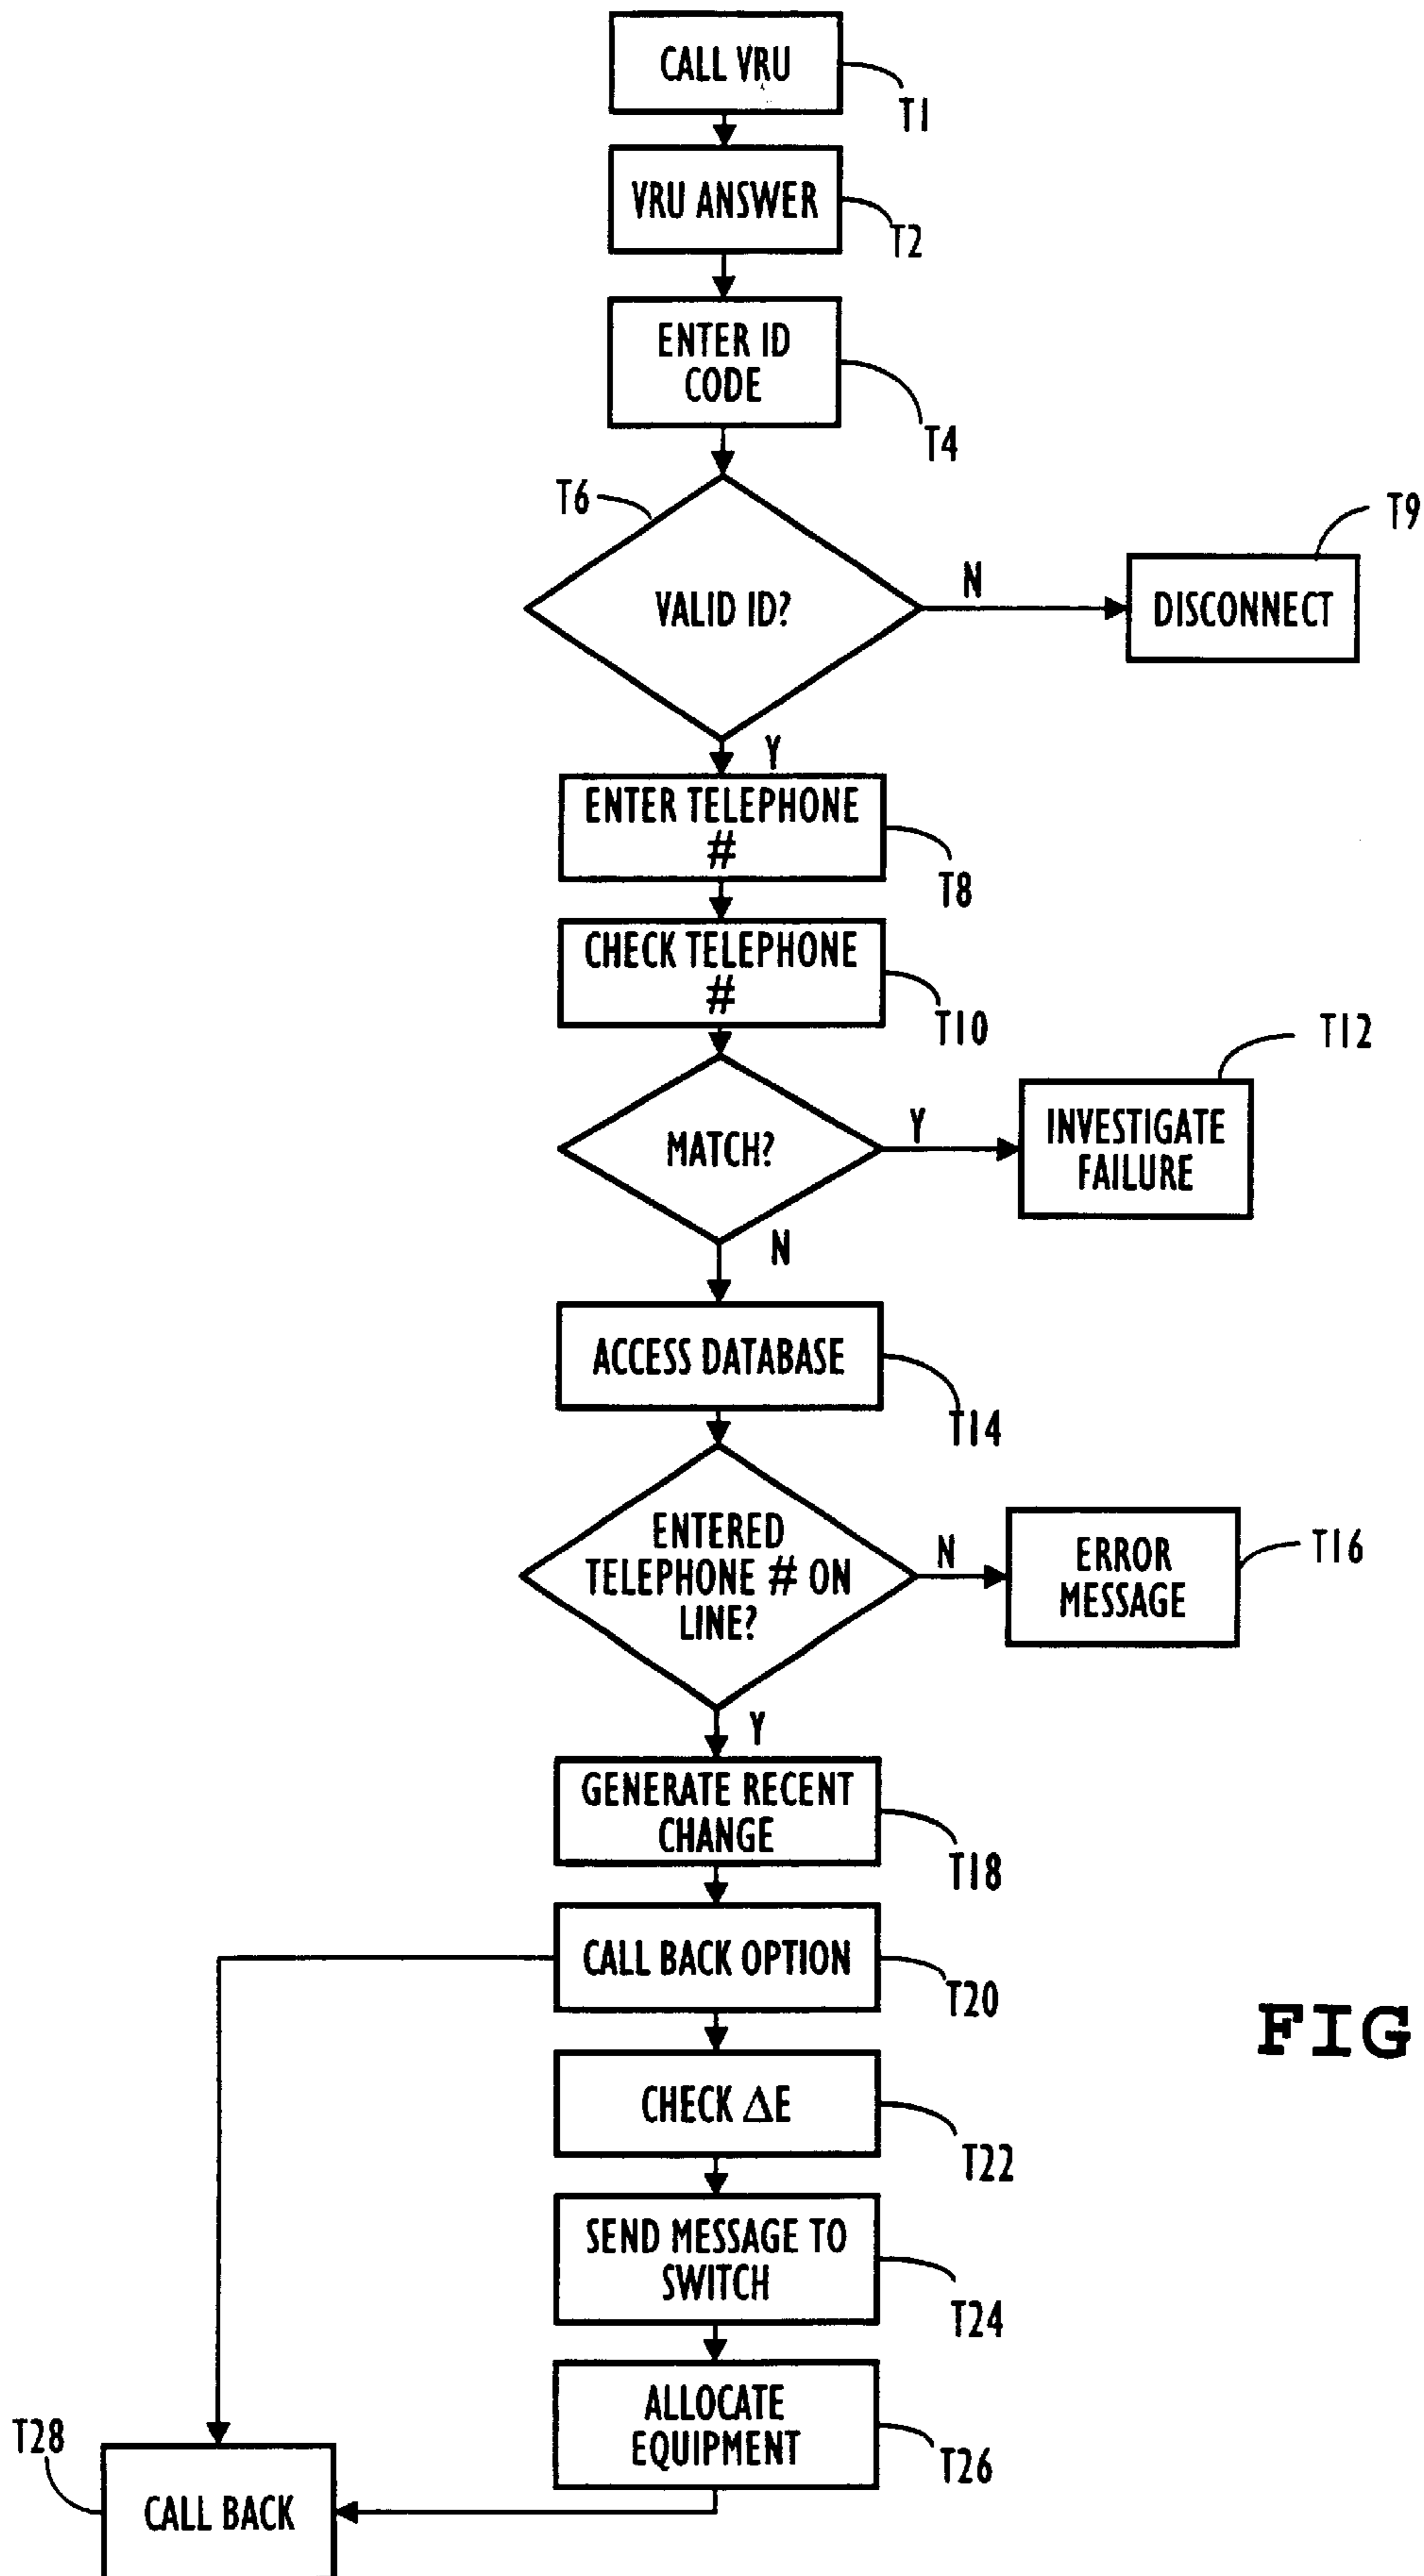 CALL VRU
T1
VRU ANSWER
T2
ENTER ID
CODE
T4
T6
VALID ID?
N
T9
DISCONNECT
Y
ENTER TELEPHONE
#
T8
CHECK TELEPHONE
#
T10
MATCH?
Y
T12
INVESTIGATE
FAILURE
N
ACCESS DATABASE
T14
ENTERED
TELEPHONE # ON
LINE?
N
ERROR
MESSAGE
T16
Y
GENERATE RECENT
CHANGE
T18
CALL BACK OPTION
T20
FIG
CHECK ΔE
T22
SEND MESSAGE TO
SWITCH
T24
ALLOCATE
EQUIPMENT
T26
T28
CALL BACK